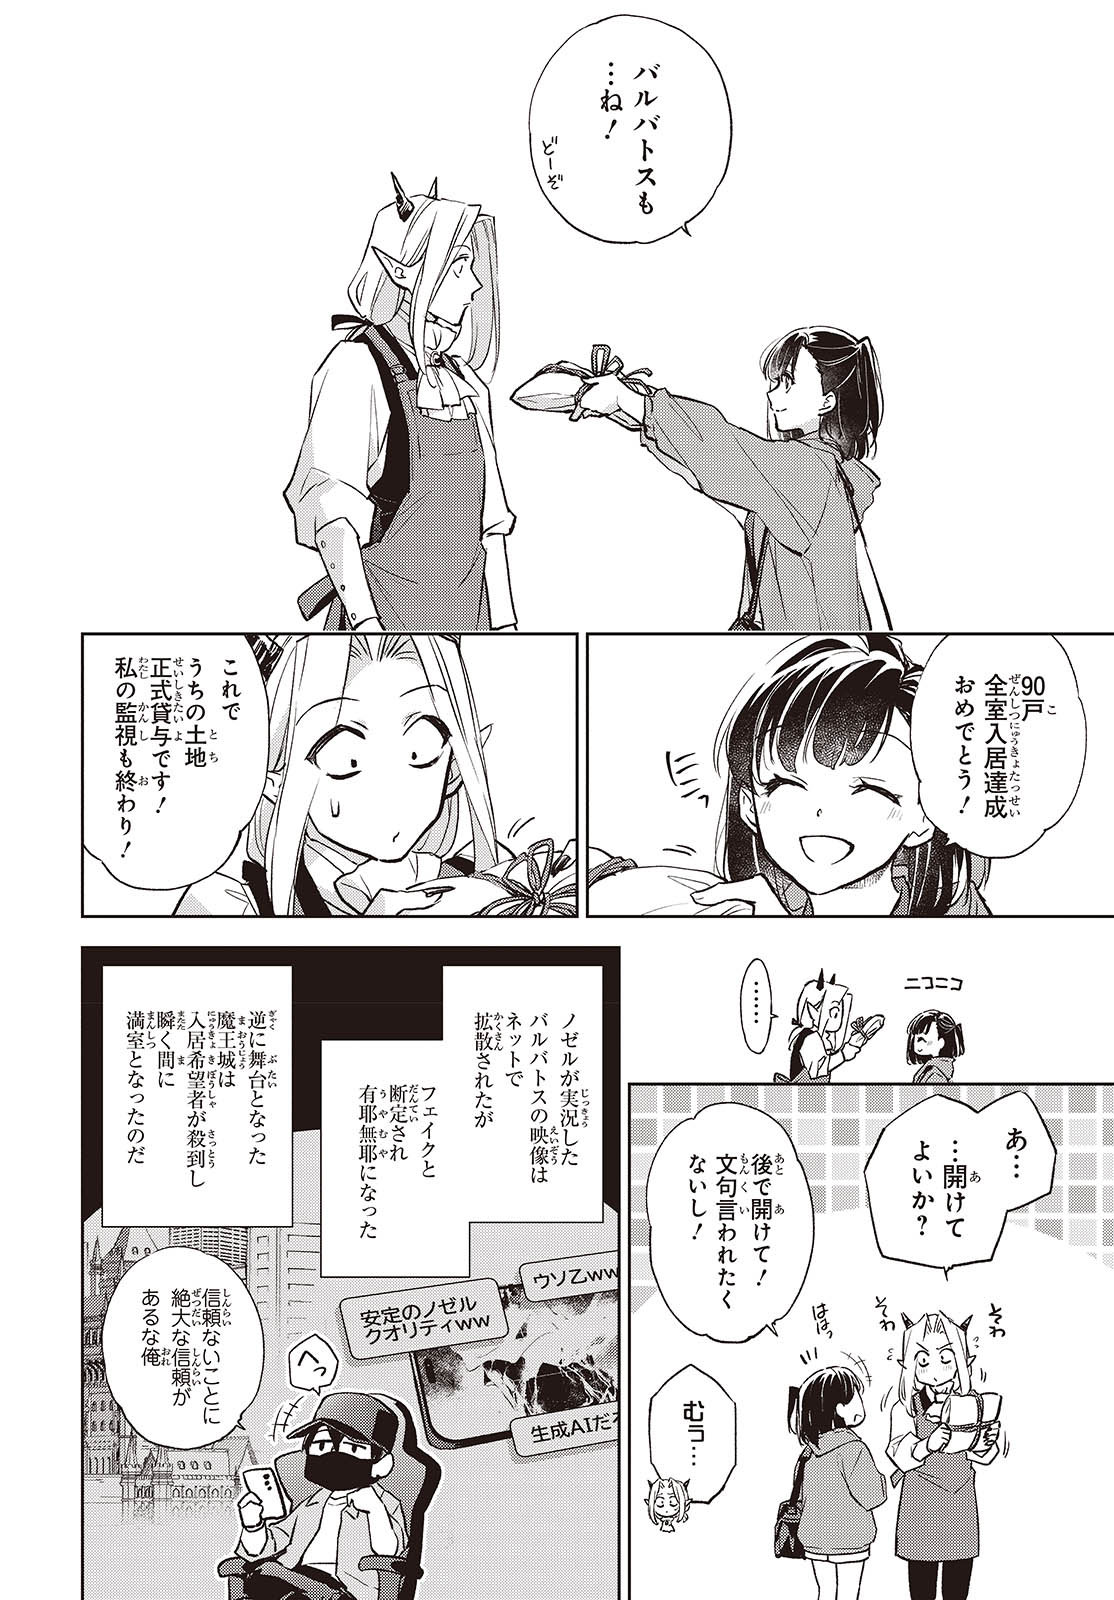 バルバトスも
…ね！
どーぞ
90戸
全室入居達成
おめでとう！
これで
うちの土地
正式貸与です！
私の監視も終わり！
ニコニコ
……
あ…
…開けて
よいか？
後で開けて！
文句言われたく
ないし！
そわ
そわ
ははっ
むう…
ノゼルが実況した
バルバトスの映像は
ネットで
拡散されたが
フェイクと
断定され
有耶無耶になった
逆に舞台となった
魔王城は
入居希望者が殺到し
瞬く間に
満室となったのだ
ウソ乙ww
安定のノゼル
クオリティww
生成AIだろ
へっ
信頼ないことに
絶大な信頼が
あるな俺